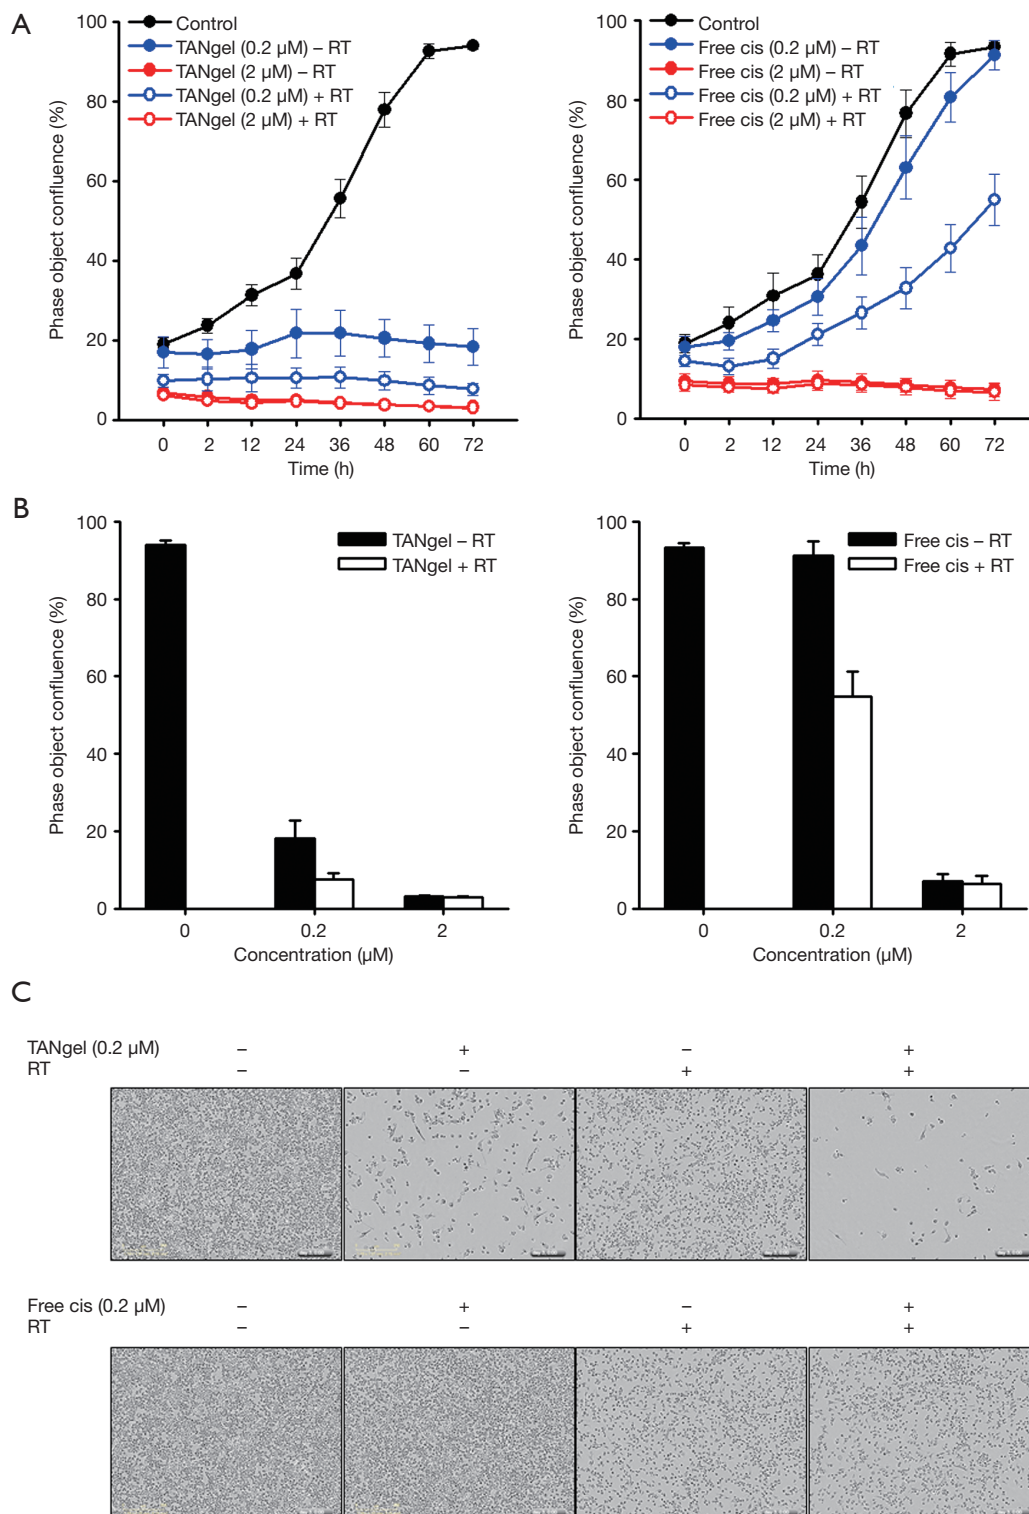 A
Control
TANgel (0.2 µM) – RT
TANgel (2 µM) – RT
TANgel (0.2 µM) + RT
TANgel (2 µM) + RT
100
80
60
40
20
0
Phase object confluence (%)
0 2 12 24 36 48 60 72
Time (h)
Control
Free cis (0.2 µM) – RT
Free cis (2 µM) – RT
Free cis (0.2 µM) + RT
Free cis (2 µM) + RT
100
80
60
40
20
0
Phase object confluence (%)
0 2 12 24 36 48 60 72
Time (h)
B
TANgel – RT
TANgel + RT
100
80
60
40
20
0
Phase object confluence (%)
0 0.2 2
Concentration (µM)
Free cis – RT
Free cis + RT
100
80
60
40
20
0
Phase object confluence (%)
0 0.2 2
Concentration (µM)
C
TANgel (0.2 µM) – + – +
RT – – + +
Free cis (0.2 µM) – + – +
RT – – + +